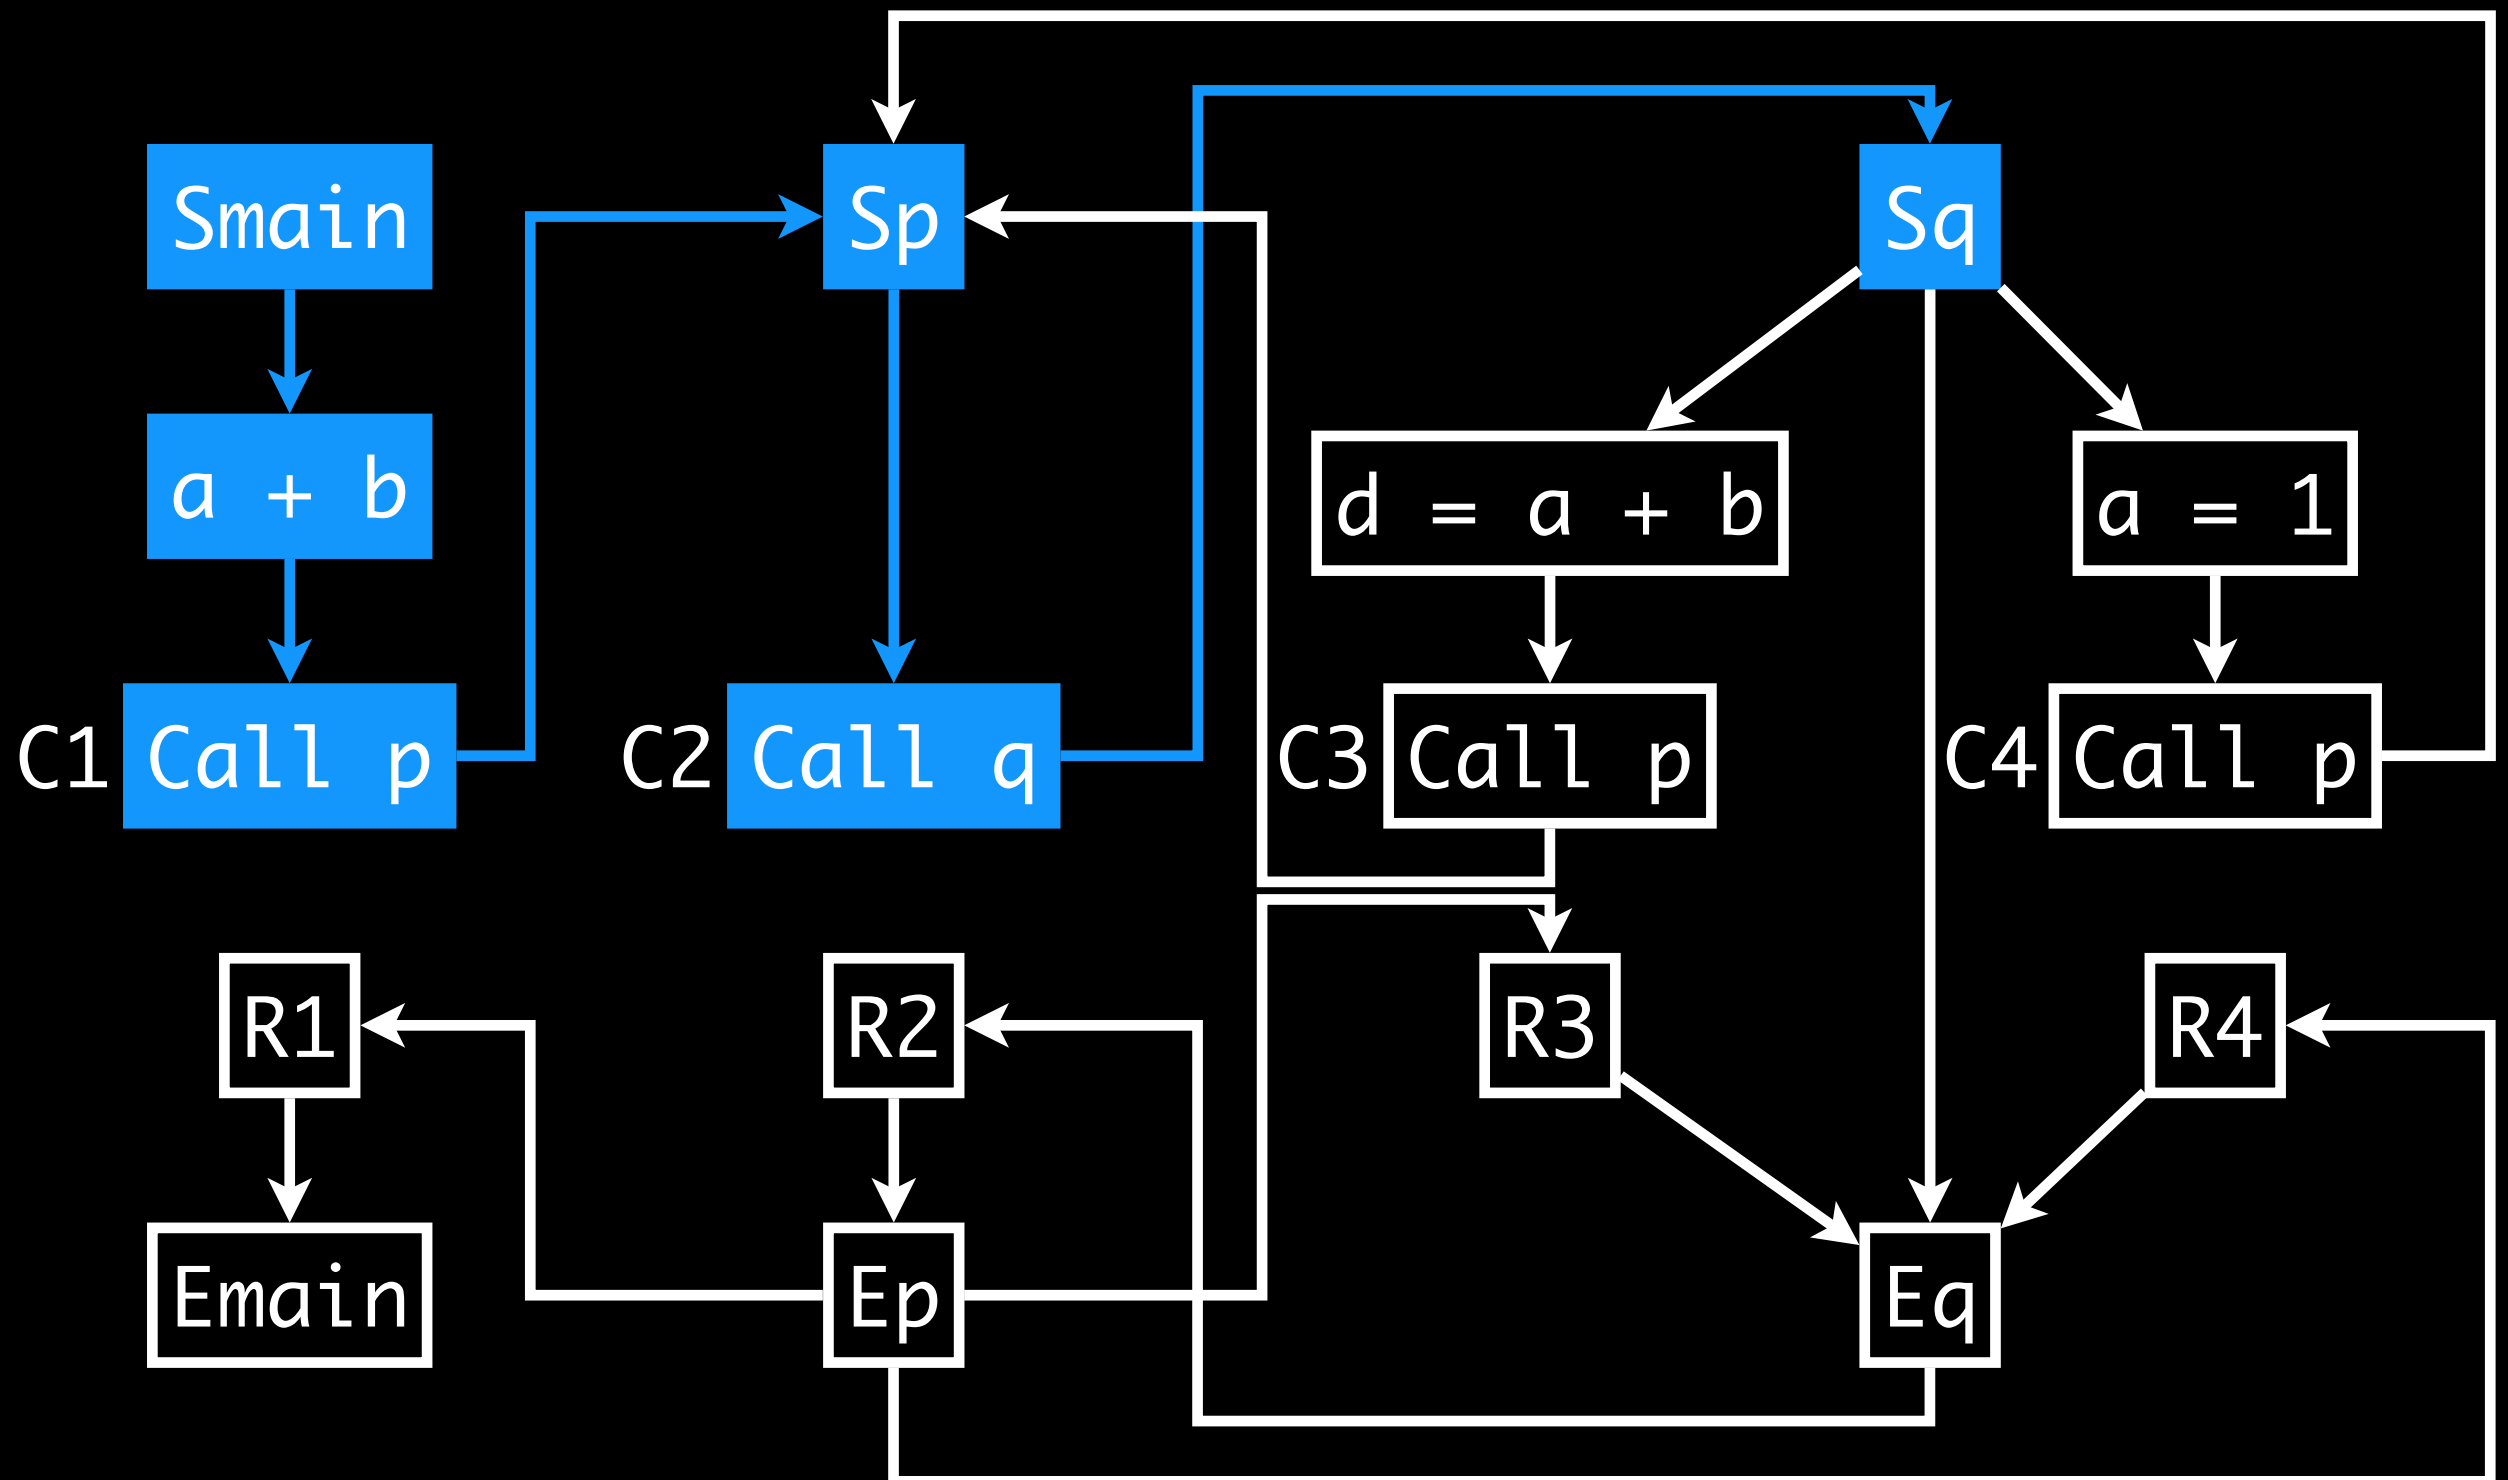 Smain
Sp
Sq
a + b
d = a + b
a = 1
C1 Call p
C2 Call q
C3 Call p
C4 Call p
R1
R2
R3
R4
Emain
Ep
Eq